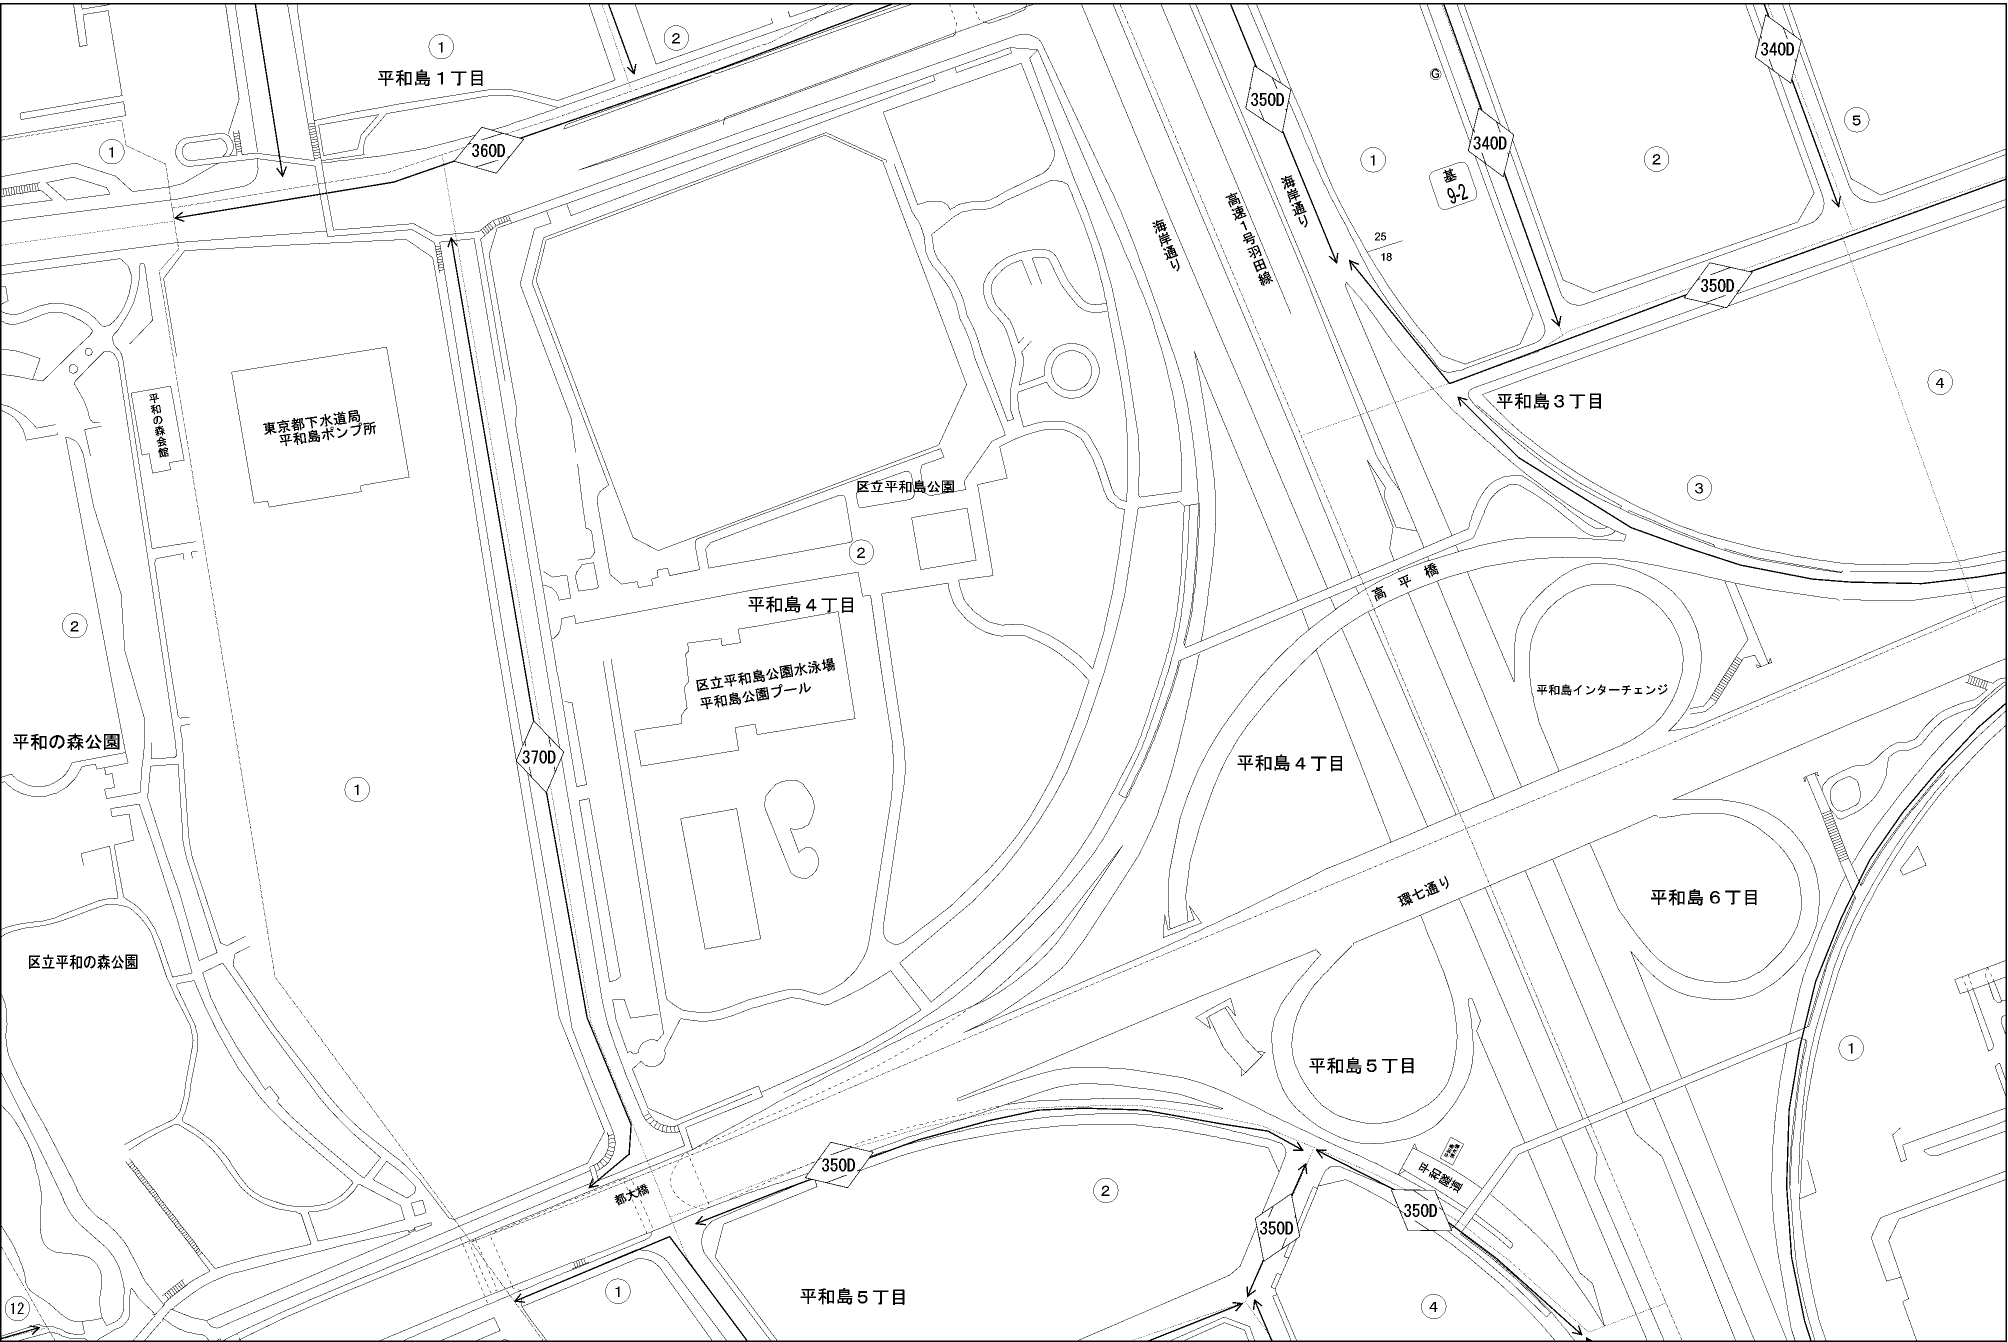 ①
平和島１丁目
②
340D
350D
G
5
①
360D
340D
①
②
基
9-2
海岸通り
高速１号羽田線
海岸通り
25
18
350D
平和島３丁目
④
平和の森会館
東京都下水道局
平和島ポンプ所
区立平和島公園
③
②
高平橋
平和島４丁目
②
区立平和島公園水泳場
平和島公園プール
平和島インターチェンジ
平和の森公園
370D
平和島４丁目
①
環七通り
平和島６丁目
区立平和の森公園
平和島５丁目
①
350D
平和隧道
都大橋
②
350D
350D
①
平和島５丁目
④
12